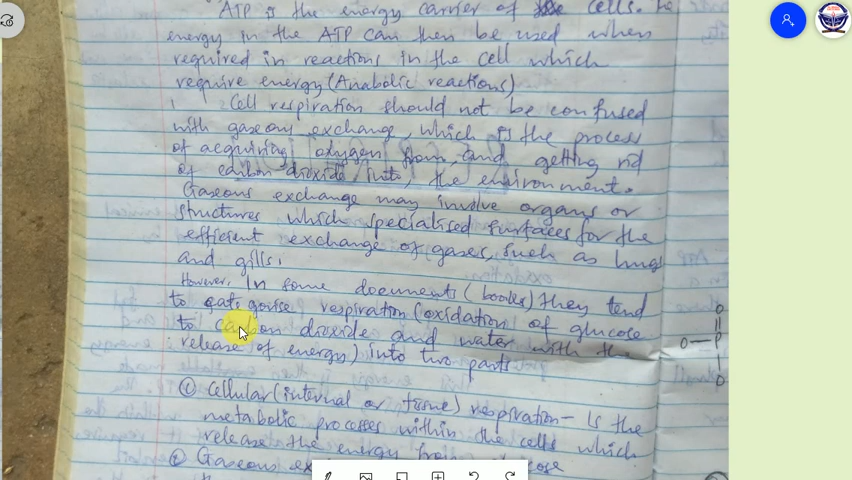 ATP is the energy carrier of cells. The
energy in the ATP can then be used when
required in reactions in the cell which
require energy (Anabolic reactions)
Cell respiration should not be confused
with gaseous exchange, which is the process
of acquiring oxygen from, and getting rid
of carbon dioxide into, the environment.
Gaseous exchange may involve organs or
structures which specialised surfaces for the
efficient exchange of gases, such as lungs
and gills.
However, in some documents (books) they tend
to categorise respiration (oxidation of glucose
to carbon dioxide and water with the
release of energy) into two parts
① Cellular (internal or tissue) respiration - Is the
metabolic processes within the cells which
release the energy from glucose
② Gaseous